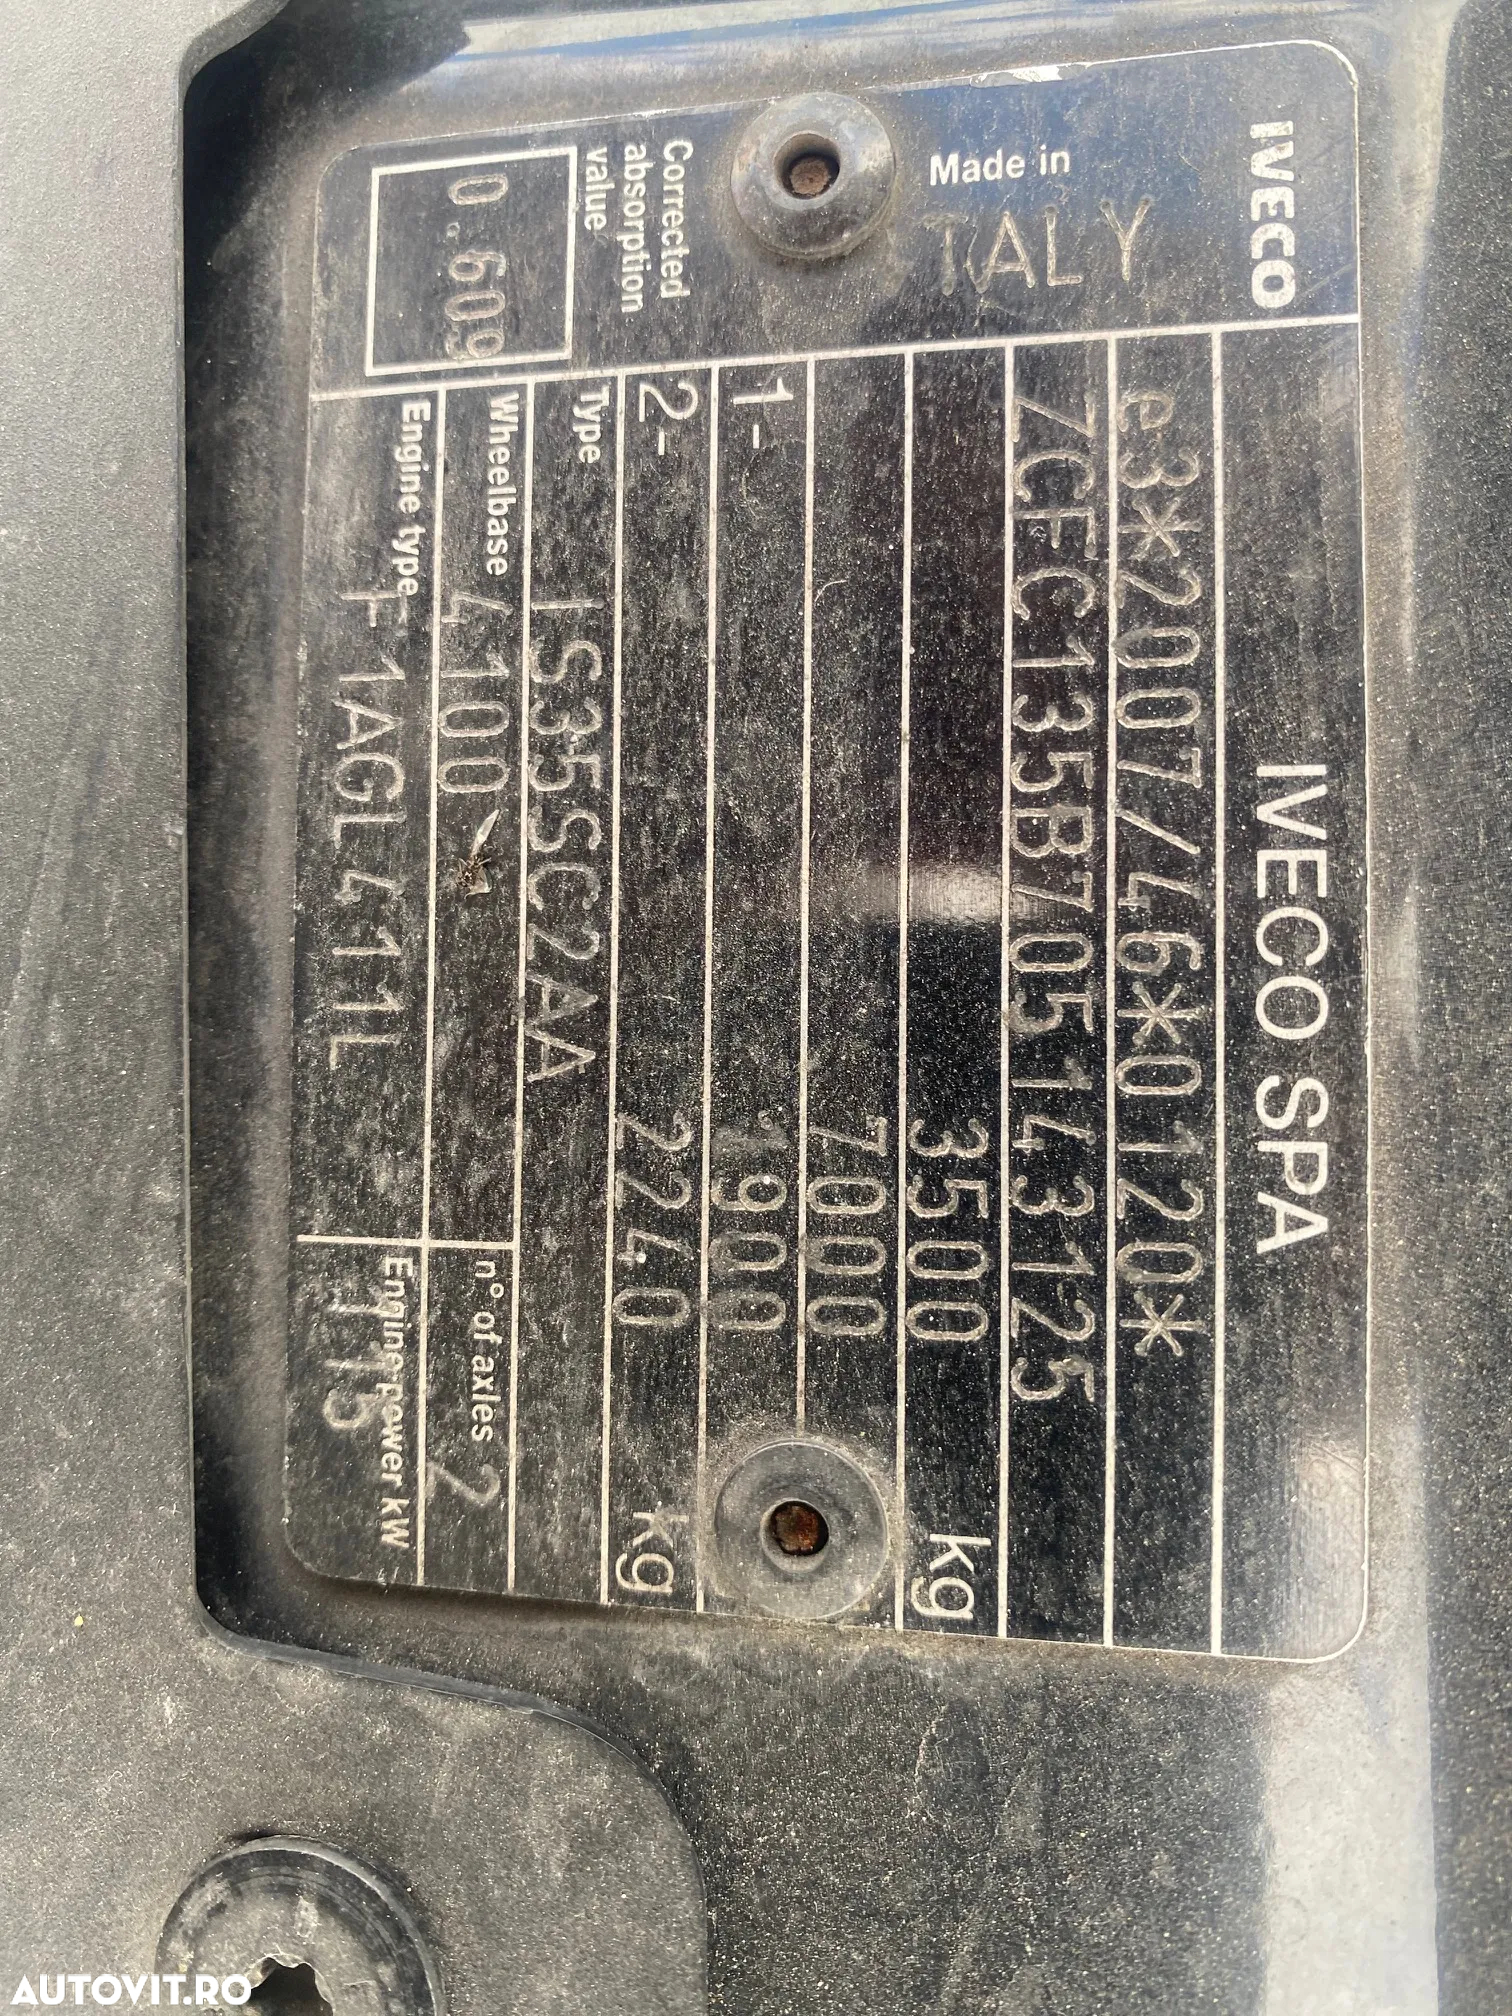 IVECO
IVECO SPA
e3*2007/46*0120*
ZCFC135B705143125
3500 kg
7000
1- 1900
2- 2240 kg
Type IS35SC2AA
Wheelbase 4100
n° of axles 2
Engine type F1AGL411L
Engine power kW 115
Made in
ITALY
Corrected
absorption
value
0.609
AUTOVIT.RO